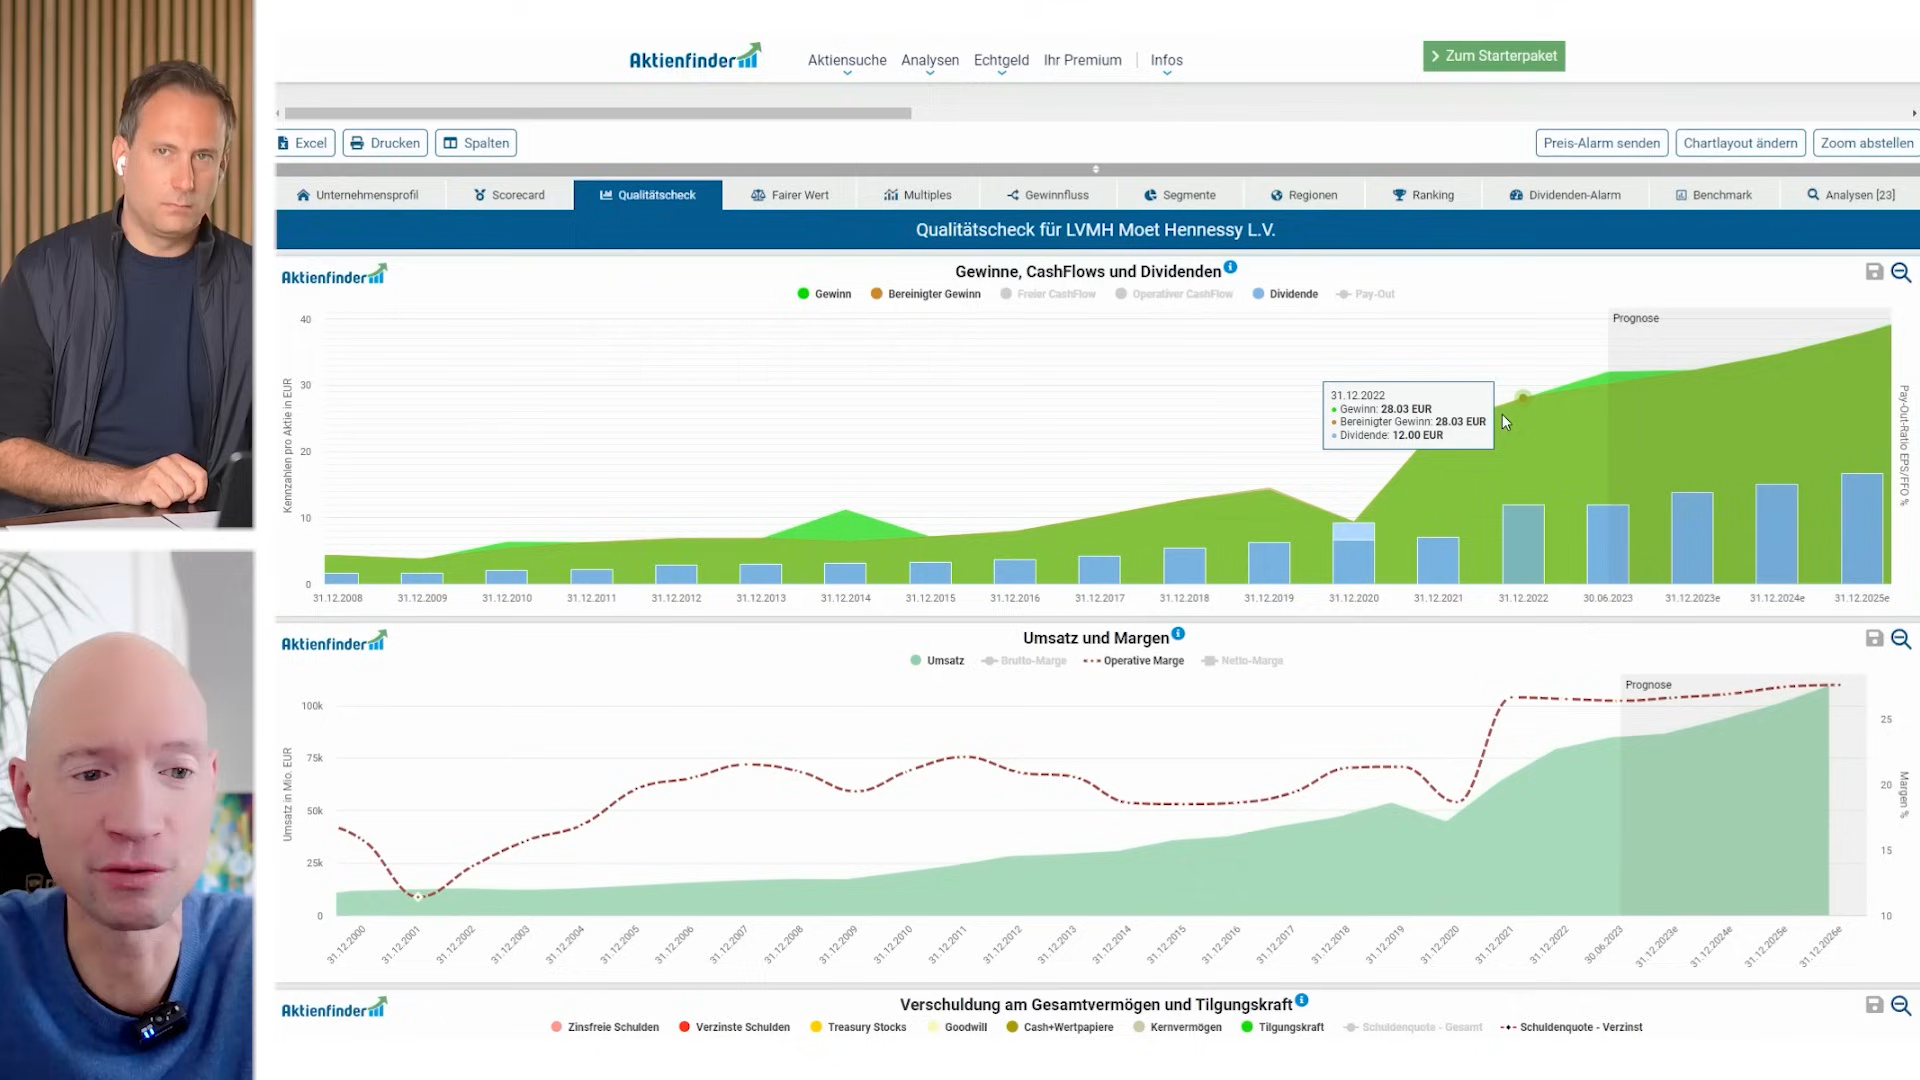 Aktienfinder
Aktiensuche Analysen Echtgeld Ihr Premium Infos
Zum Starterpaket
Excel Drucken Spalten
Preis-Alarm senden Chartlayout ändern Zoom abstellen
Unternehmensprofil Scorecard Qualitätscheck Fairer Wert Multiples Gewinnfluss Segmente Regionen Ranking Dividenden-Alarm Benchmark Analysen [23]
Qualitätscheck für LVMH Moet Hennessy L.V.
Aktienfinder
Gewinne, CashFlows und Dividenden
Gewinn Bereinigter Gewinn Freier CashFlow Operativer CashFlow Dividende Pay-Out
Kennzahlen pro Aktie in EUR
40
30
20
10
0
Prognose
31.12.2022
Gewinn: 28.03 EUR
Bereinigter Gewinn: 28.03 EUR
Dividende: 12.00 EUR
Pay-Out-Ratio EPS/FFO %
31.12.2008 31.12.2009 31.12.2010 31.12.2011 31.12.2012 31.12.2013 31.12.2014 31.12.2015 31.12.2016 31.12.2017 31.12.2018 31.12.2019 31.12.2020 31.12.2021 31.12.2022 30.06.2023 31.12.2023e 31.12.2024e 31.12.2025e
Aktienfinder
Umsatz und Margen
Umsatz Brutto-Marge Operative Marge Netto-Marge
Umsatz in Mio. EUR
100k
75k
50k
25k
0
Prognose
25
20
15
10
Margen %
31.12.2000 31.12.2001 31.12.2002 31.12.2003 31.12.2004 31.12.2005 31.12.2006 31.12.2007 31.12.2008 31.12.2009 31.12.2010 31.12.2011 31.12.2012 31.12.2013 31.12.2014 31.12.2015 31.12.2016 31.12.2017 31.12.2018 31.12.2019 31.12.2020 31.12.2021 31.12.2022 30.06.2023 31.12.2023e 31.12.2024e 31.12.2025e 31.12.2026e
Aktienfinder
Verschuldung am Gesamtvermögen und Tilgungskraft
Zinsfreie Schulden Verzinste Schulden Treasury Stocks Goodwill Cash+Wertpapiere Kernvermögen Tilgungskraft Schuldenquote - Gesamt Schuldenquote - Verzinst